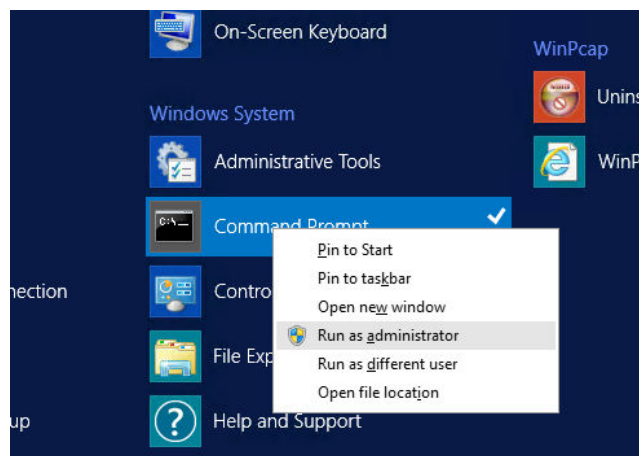 On-Screen Keyboard
Windows System
Administrative Tools
Command Prompt
Pin to Start
Pin to taskbar
Open new window
Run as administrator
Run as different user
Open file location
Contro
File Exp
Help and Support
nection
up
WinPcap
Unins
WinP
C:\_